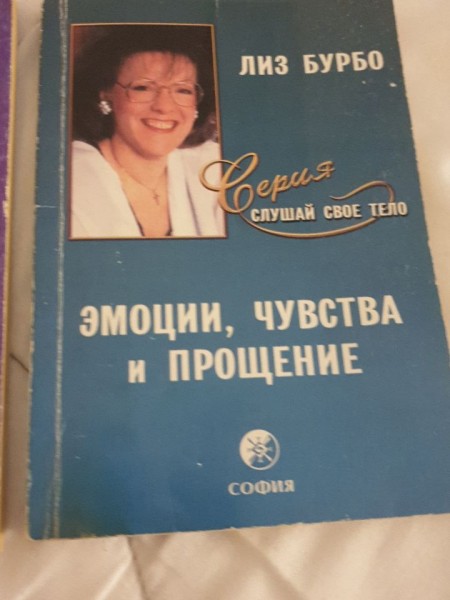 ЛИЗ БУРБО
Серия
СЛУШАЙ СВОЕ ТЕЛО
ЭМОЦИИ, ЧУВСТВА
И ПРОЩЕНИЕ
СОФИЯ